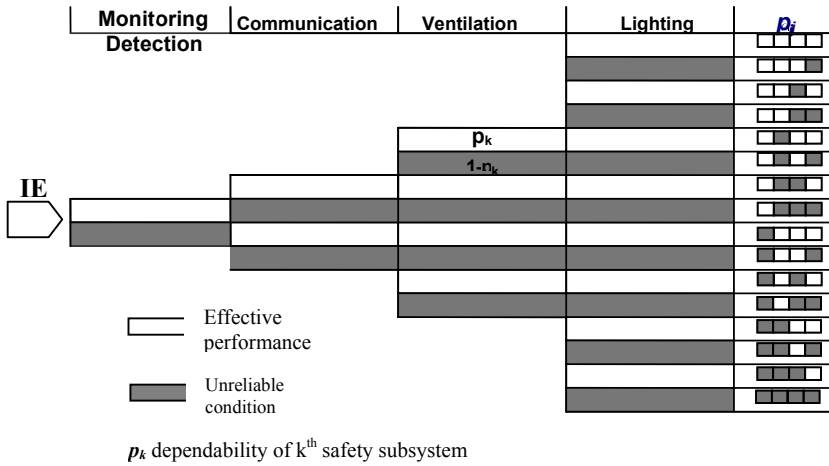 Monitoring Communication Ventilation Lighting pj
Detection
pk
1-nk
IE
Effective
performance
Unreliable
condition
pk dependability of kth safety subsystem